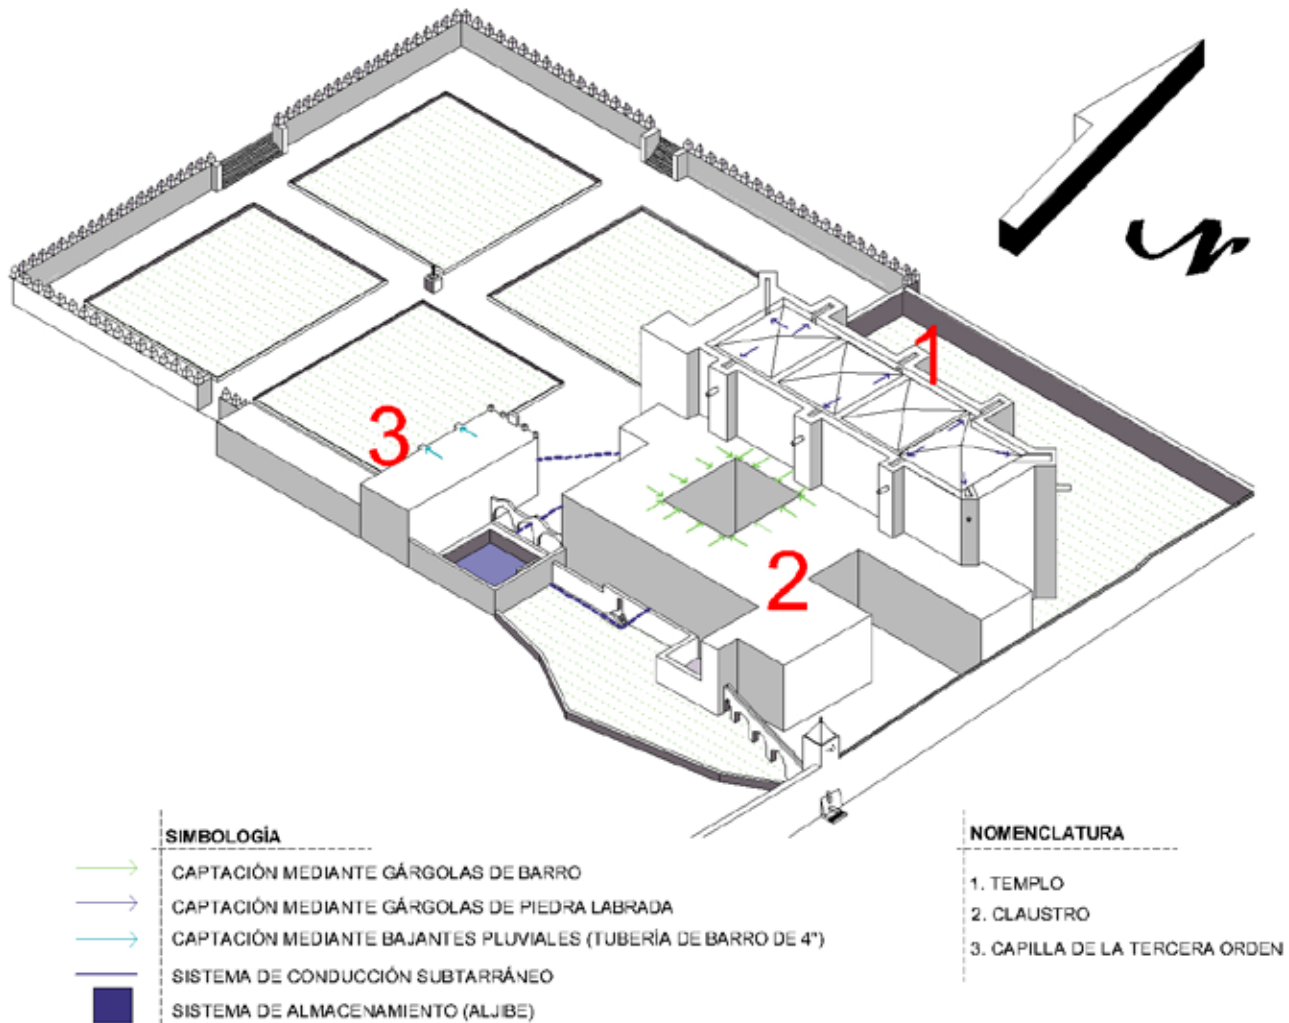 1
3
2
SIMBOLOGÍA
CAPTACIÓN MEDIANTE GÁRGOLAS DE BARRO
CAPTACIÓN MEDIANTE GÁRGOLAS DE PIEDRA LABRADA
CAPTACIÓN MEDIANTE BAJANTES PLUVIALES (TUBERÍA DE BARRO DE 4")
SISTEMA DE CONDUCCIÓN SUBTARRÁNEO
SISTEMA DE ALMACENAMIENTO (ALJIBE)
NOMENCLATURA
1. TEMPLO
2. CLAUSTRO
3. CAPILLA DE LA TERCERA ORDEN